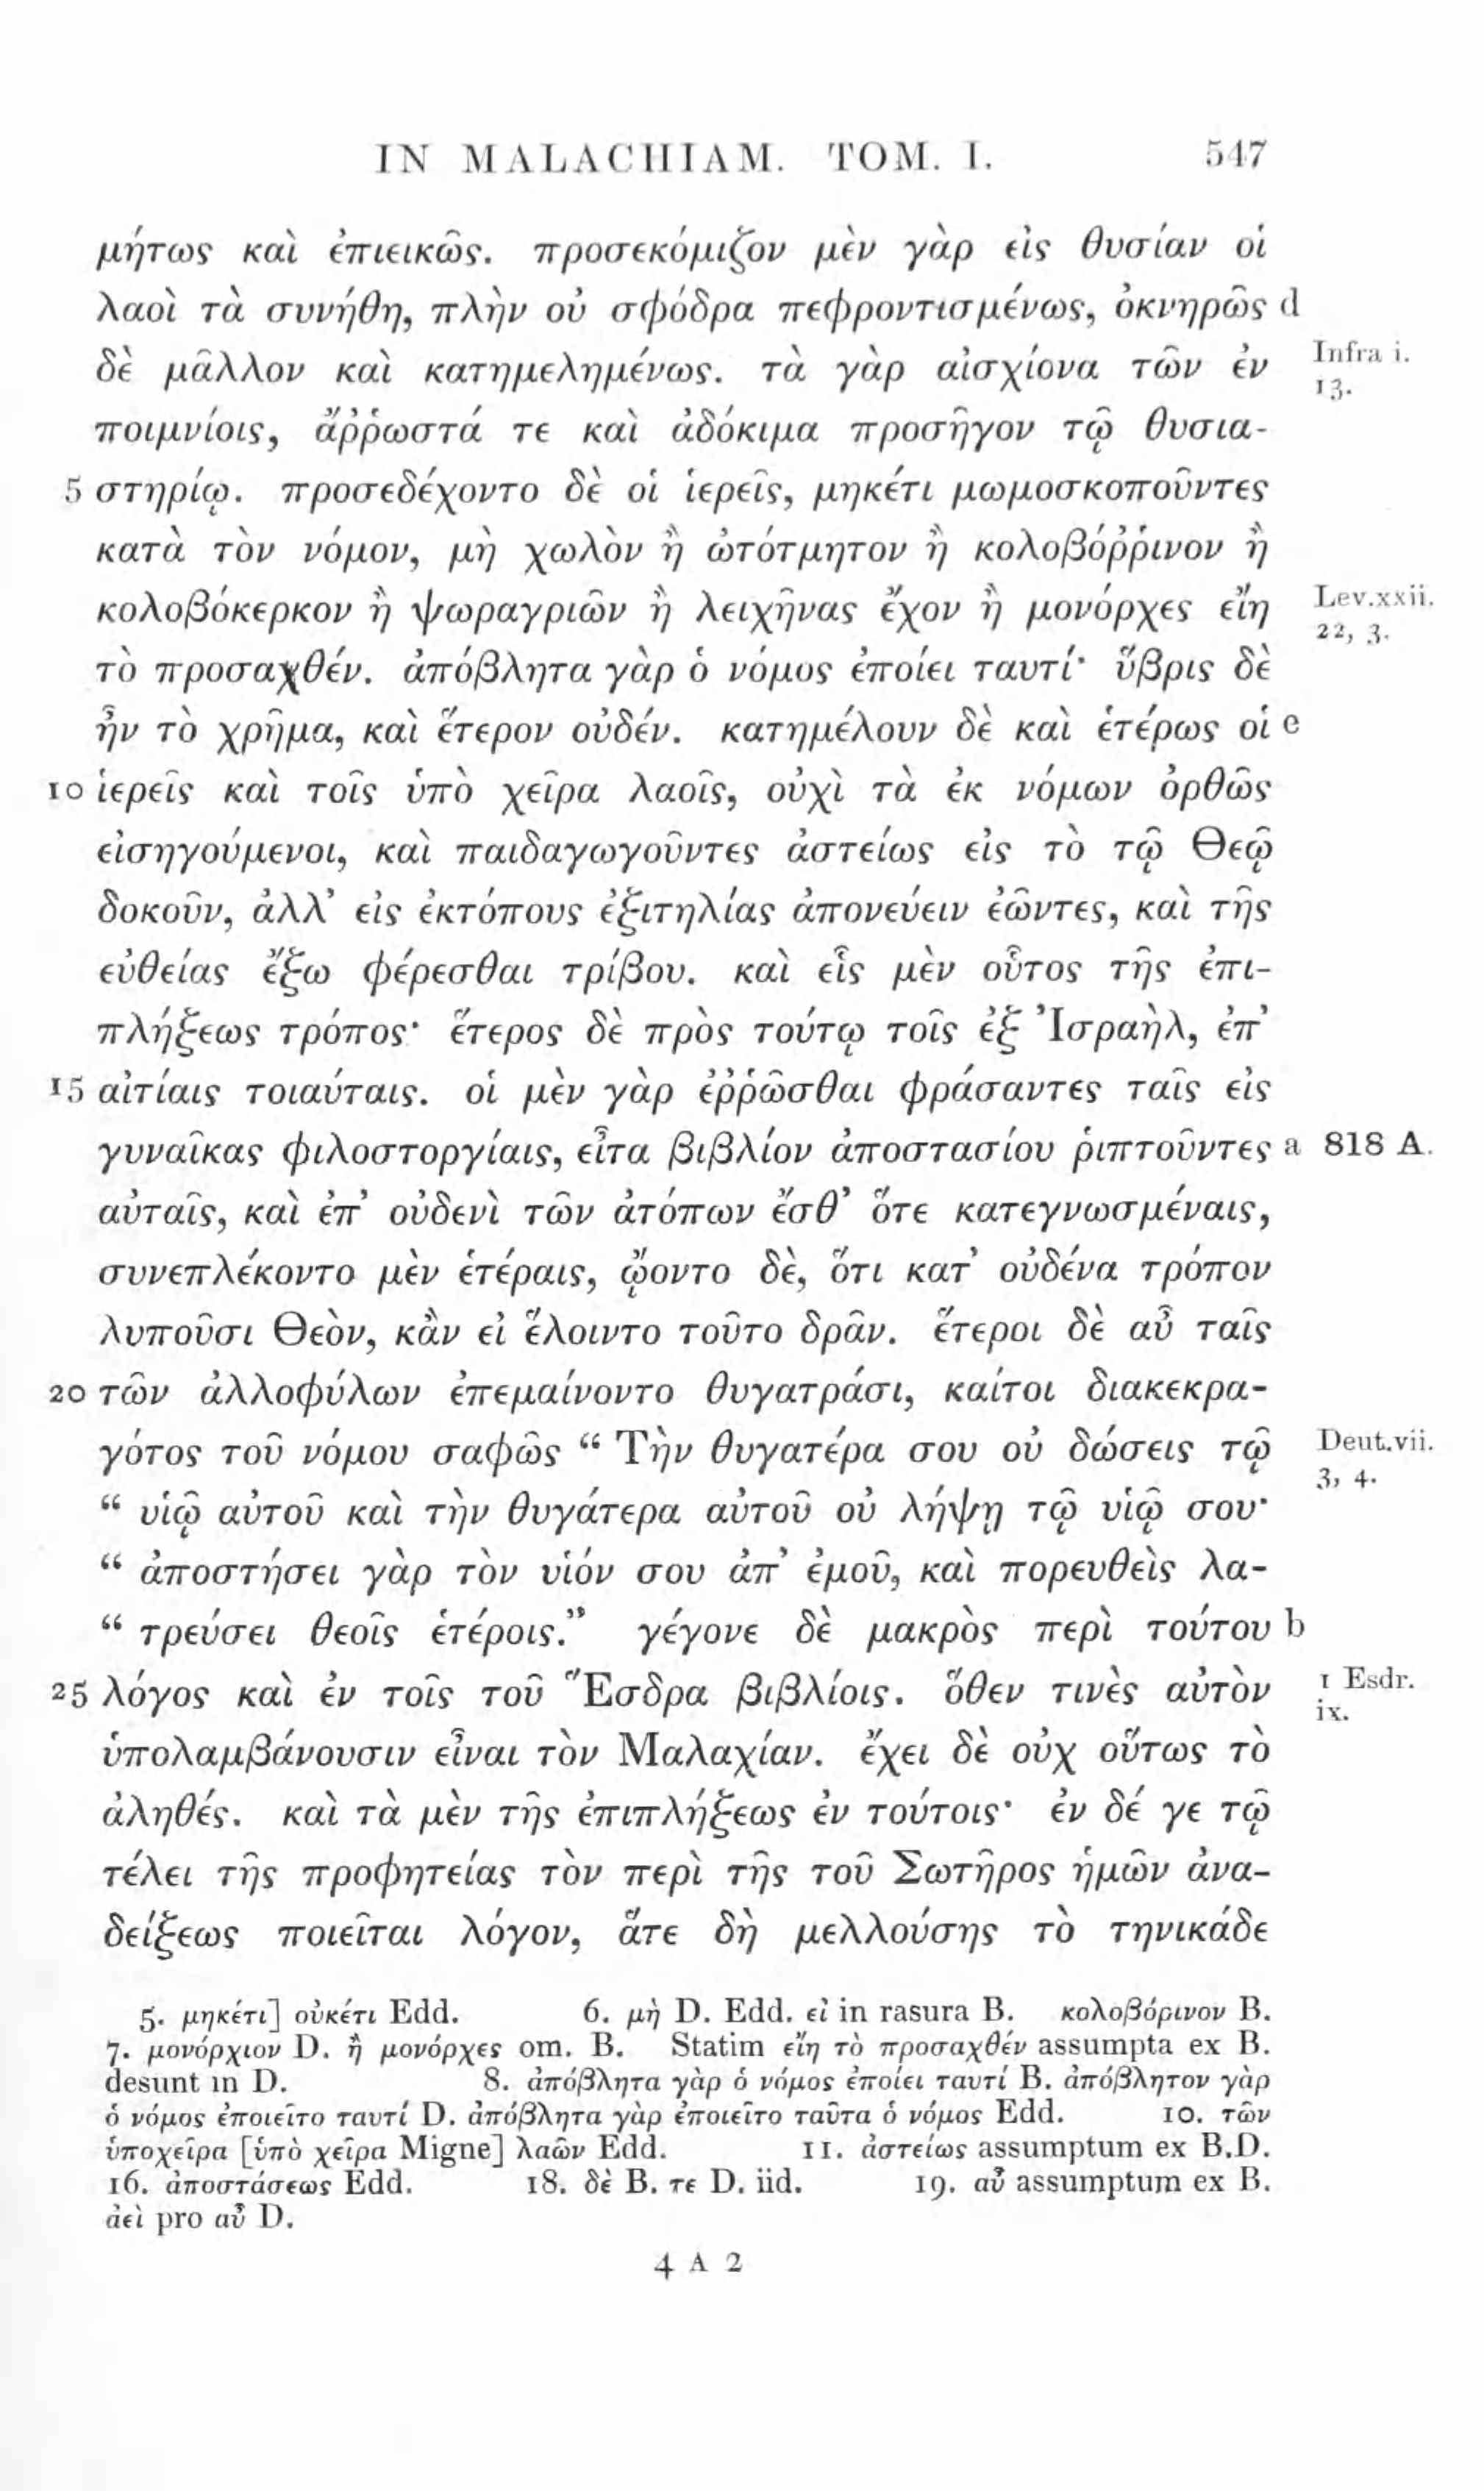 IN MALACHIAM. TOM. I. 547
μήτως καὶ ἐπιεικῶς. προσεκόμιζον μὲν γὰρ εἰς θυσίαν οἱ
λαοὶ τὰ συνήθη, πλὴν οὐ σφόδρα πεφροντισμένως, ὀκνηρῶς d
δὲ μᾶλλον καὶ κατημελημένως. τὰ γὰρ αἰσχίονα τῶν ἐν Infra i. 13.
ποιμνίοις, ἄῤῥωστά τε καὶ ἀδόκιμα προσῆγον τῷ θυσια-
5 στηρίῳ. προσεδέχοντο δὲ οἱ ἱερεῖς, μηκέτι μωμοσκοποῦντες
κατὰ τὸν νόμον, μὴ χωλὸν ἢ ὠτότμητον ἢ κολοβόῤῥινον ἢ
κολοβόκερκον ἢ ψωραγριῶν ἢ λειχῆνας ἔχον ἢ μονόρχες εἴη Lev.xxii. 22, 3.
τὸ προσαχθέν. ἀπόβλητα γὰρ ὁ νόμος ἐποίει ταυτί· ὕβρις δὲ
ἦν τὸ χρῆμα, καὶ ἕτερον οὐδέν. κατημέλουν δὲ καὶ ἑτέρως οἱ e
10 ἱερεῖς καὶ τοῖς ὑπὸ χεῖρα λαοῖς, οὐχὶ τὰ ἐκ νόμων ὀρθῶς
εἰσηγούμενοι, καὶ παιδαγωγοῦντες ἀστείως εἰς τὸ τῷ Θεῷ
δοκοῦν, ἀλλ’ εἰς ἐκτόπους ἐξιτηλίας ἀπονεύειν ἐῶντες, καὶ τῆς
εὐθείας ἔξω φέρεσθαι τρίβου. καὶ εἷς μὲν οὗτος τῆς ἐπι-
πλήξεως τρόπος· ἕτερος δὲ πρὸς τούτῳ τοῖς ἐξ Ἰσραὴλ, ἐπ’
15 αἰτίαις τοιαύταις. οἱ μὲν γὰρ ἐῤῥῶσθαι φράσαντες ταῖς εἰς
γυναῖκας φιλοστοργίαις, εἶτα βιβλίον ἀποστασίου ῥιπτοῦντες a 818 A.
αὐταῖς, καὶ ἐπ’ οὐδενὶ τῶν ἀτόπων ἔσθ’ ὅτε κατεγνωσμέναις,
συνεπλέκοντο μὲν ἑτέραις, ᾤοντο δὲ, ὅτι κατ’ οὐδένα τρόπον
λυποῦσι Θεὸν, κἂν εἰ ἕλοιντο τοῦτο δρᾶν. ἕτεροι δὲ αὖ ταῖς
20 τῶν ἀλλοφύλων ἐπεμαίνοντο θυγατράσι, καίτοι διακεκρα-
γότος τοῦ νόμου σαφῶς “ Τὴν θυγατέρα σου οὐ δώσεις τῷ Deut.vii. 3, 4.
“ υἱῷ αὐτοῦ καὶ τὴν θυγάτερα αὐτοῦ οὐ λήψῃ τῷ υἱῷ σου·
“ ἀποστήσει γὰρ τὸν υἱόν σου ἀπ’ ἐμοῦ, καὶ πορευθεὶς λα-
“ τρεύσει θεοῖς ἑτέροις.” γέγονε δὲ μακρὸς περὶ τούτου b
25 λόγος καὶ ἐν τοῖς τοῦ Ἔσδρα βιβλίοις. ὅθεν τινὲς αὐτὸν 1 Esdr. ix.
ὑπολαμβάνουσιν εἶναι τὸν Μαλαχίαν. ἔχει δὲ οὐχ οὕτως τὸ
ἀληθές. καὶ τὰ μὲν τῆς ἐπιπλήξεως ἐν τούτοις· ἐν δέ γε τῷ
τέλει τῆς προφητείας τὸν περὶ τῆς τοῦ Σωτῆρος ἡμῶν ἀνα-
δείξεως ποιεῖται λόγον, ἅτε δὴ μελλούσης τὸ τηνικάδε
5. μηκέτι] οὐκέτι Edd. 6. μὴ D. Edd. εἰ in rasura B. κολοβόρινον B.
7. μονόρχιον D. ἢ μονόρχες om. B. Statim εἴη τὸ προσαχθέν assumpta ex B.
desunt in D. 8. ἀπόβλητα γὰρ ὁ νόμος ἐποίει ταυτί B. ἀπόβλητον γὰρ
ὁ νόμος ἐποιεῖτο ταυτί D. ἀπόβλητα γὰρ ἐποιεῖτο ταῦτα ὁ νόμος Edd. 10. τῶν
ὑποχεῖρα [ὑπὸ χεῖρα Migne] λαῶν Edd. 11. ἀστείως assumptum ex B.D.
16. ἀποστάσεως Edd. 18. δὲ B. τε D. iid. 19. αὖ assumptum ex B.
ἀεὶ pro αὖ D.
4 A 2